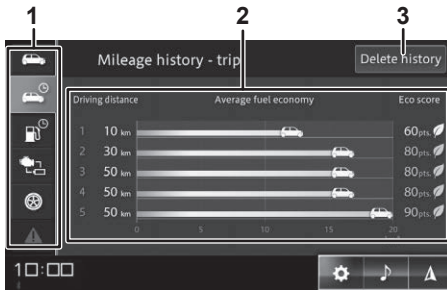 1 2 3
Mileage history - trip Delete history
Driving distance Average fuel economy Eco score
1 10 km 60pts.
2 30 km 80pts.
3 50 km 80pts.
4 50 km 80pts.
5 50 km 90pts.
0 5 10 15 20
10:00